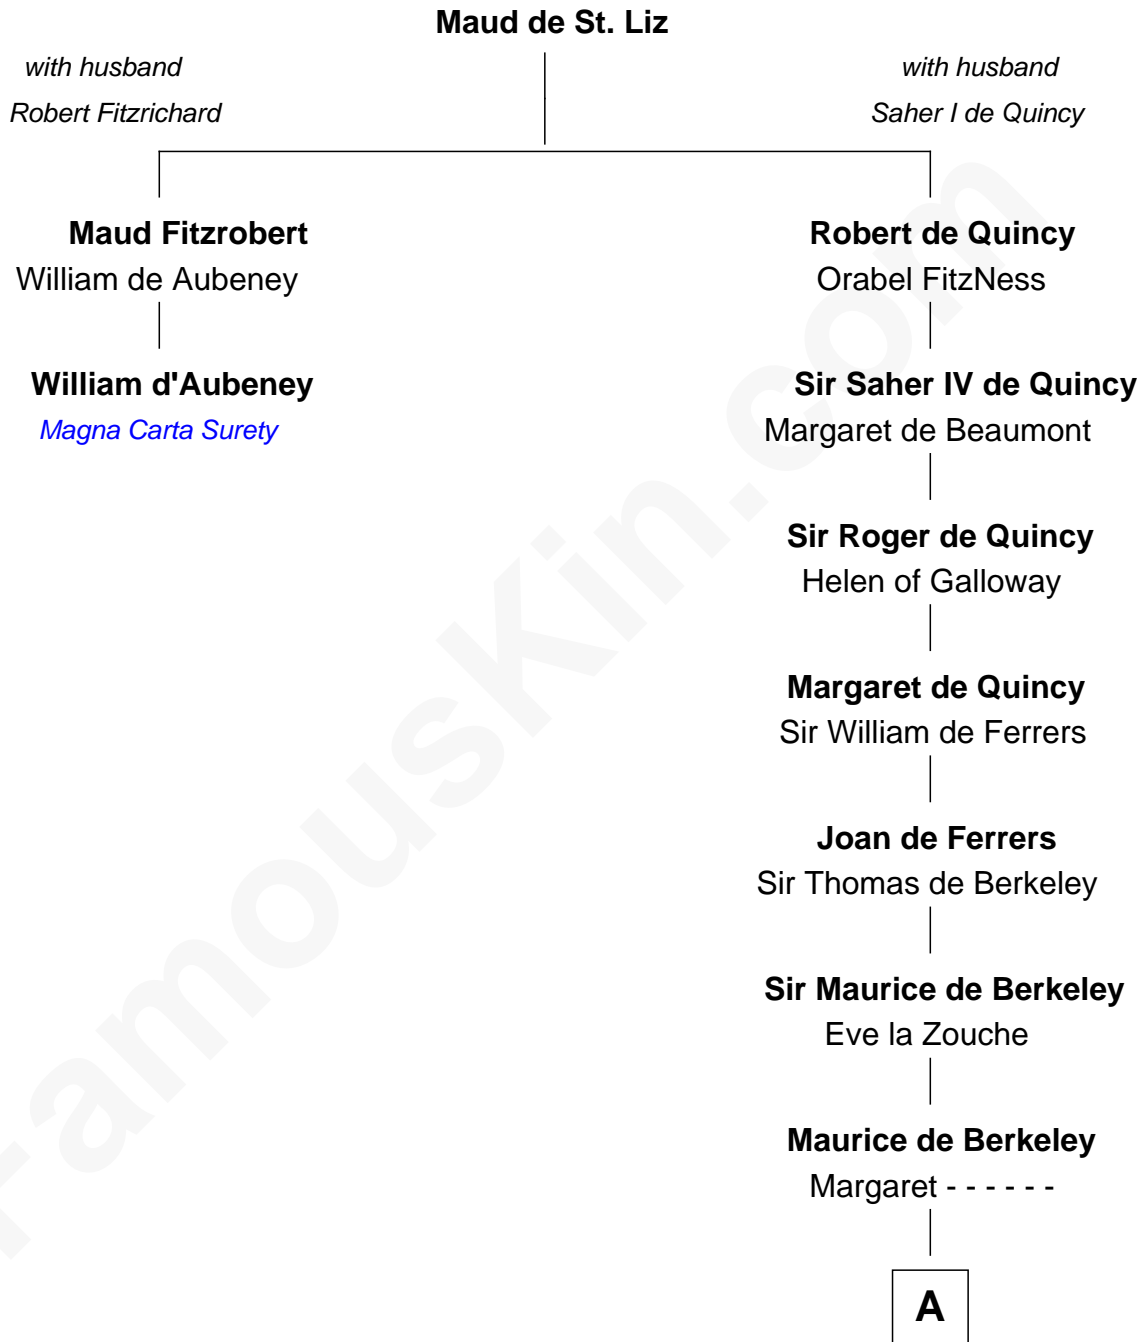 Maud de St. Liz
with husband
Robert Fitzrichard
with husband
Saher I de Quincy
Maud Fitzrobert
William de Aubeney
William d'Aubeney
Magna Carta Surety
Robert de Quincy
Orabel FitzNess
Sir Saher IV de Quincy
Margaret de Beaumont
Sir Roger de Quincy
Helen of Galloway
Margaret de Quincy
Sir William de Ferrers
Joan de Ferrers
Sir Thomas de Berkeley
Sir Maurice de Berkeley
Eve la Zouche
Maurice de Berkeley
Margaret - - - - - -
A
FamousKin.com